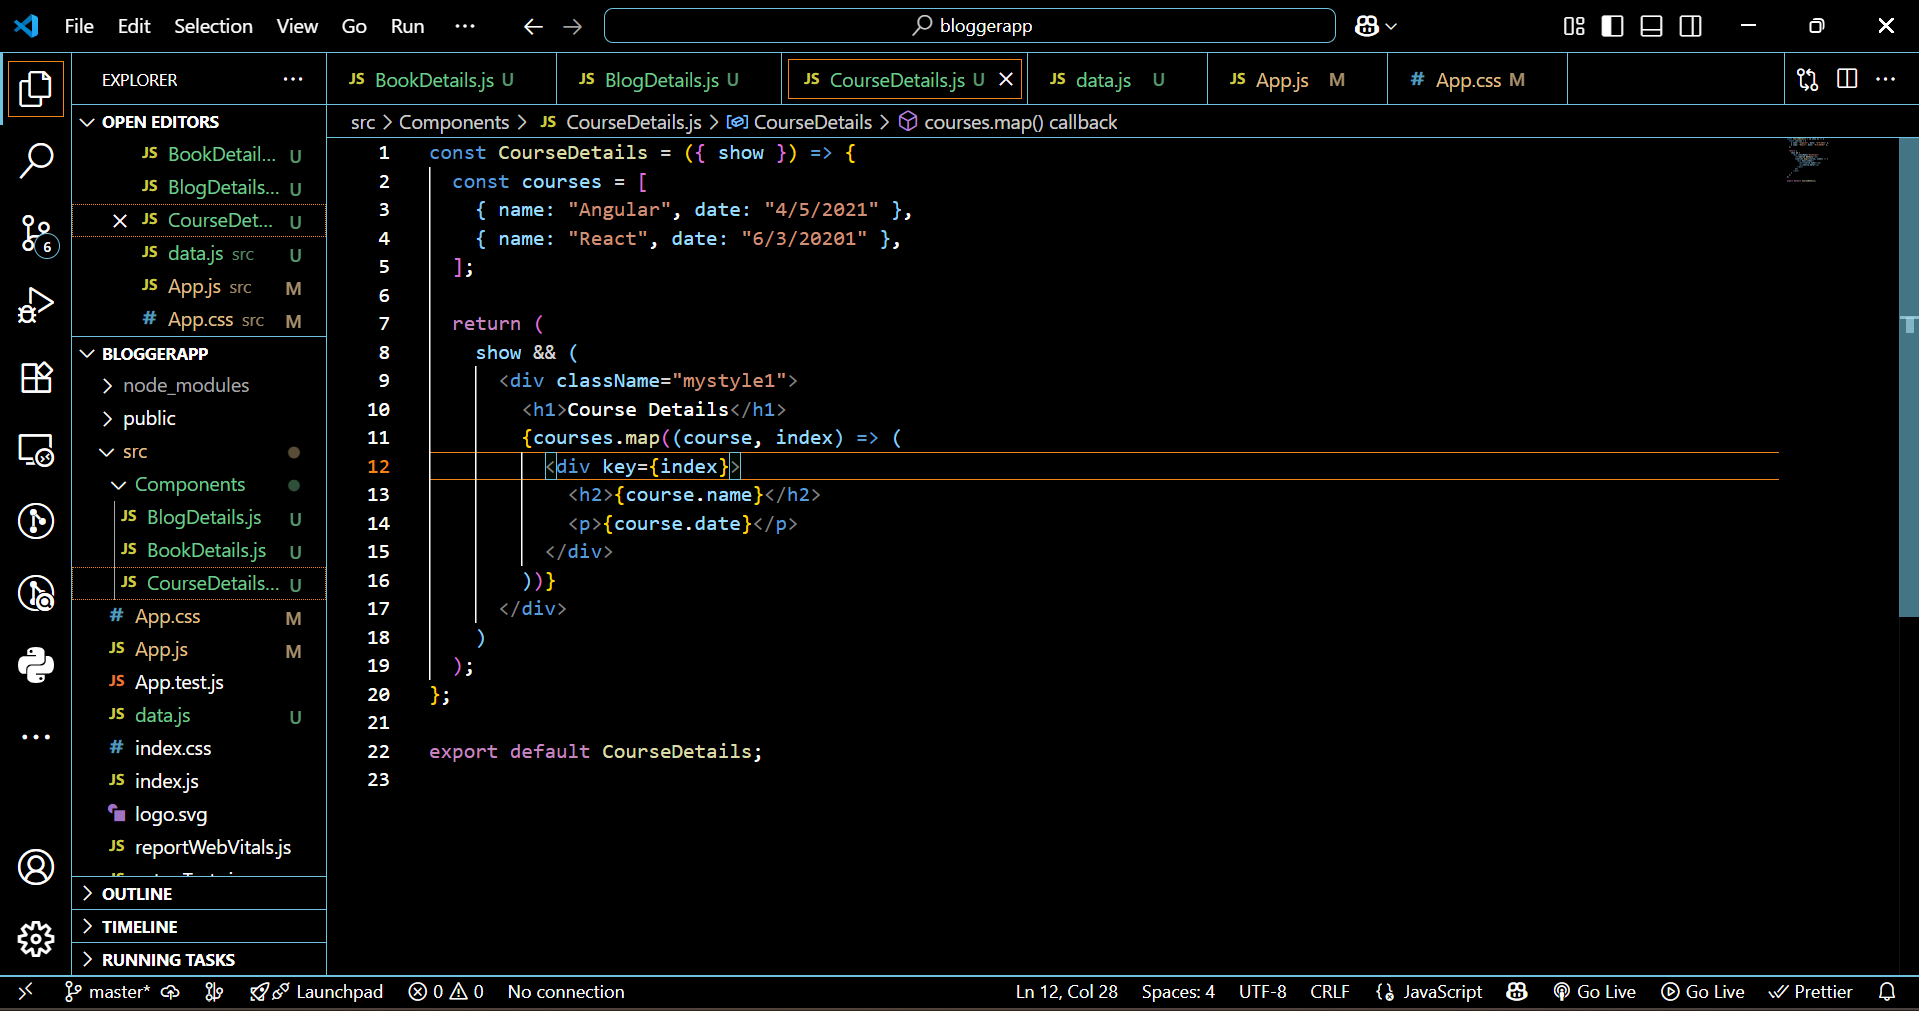 File Edit Selection View Go Run bloggerapp
EXPLORER
OPEN EDITORS
JS BookDetail... U
JS BlogDetails... U
JS CourseDet... U
JS data.js src U
JS App.js src M
# App.css src M
BLOGGERAPP
node_modules
public
src
Components
JS BlogDetails.js U
JS BookDetails.js U
JS CourseDetails... U
# App.css M
JS App.js M
JS App.test.js
JS data.js U
# index.css
JS index.js
logo.svg
JS reportWebVitals.js
OUTLINE
TIMELINE
RUNNING TASKS
6
JS BookDetails.js U JS BlogDetails.js U JS CourseDetails.js U JS data.js U JS App.js M # App.css M
src > Components > JS CourseDetails.js > CourseDetails > courses.map() callback
1 const CourseDetails = ({ show }) => {
2 const courses = [
3 { name: "Angular", date: "4/5/2021" },
4 { name: "React", date: "6/3/20201" },
5 ];
6
7 return (
8 show && (
9 <div className="mystyle1">
10 <h1>Course Details</h1>
11 {courses.map((course, index) => (
12 <div key={index}>
13 <h2>{course.name}</h2>
14 <p>{course.date}</p>
15 </div>
16 ))}
17 </div>
18 )
19 );
20 };
21
22 export default CourseDetails;
23
master* Launchpad 0 0 No connection Ln 12, Col 28 Spaces: 4 UTF-8 CRLF JavaScript Go Live Go Live Prettier